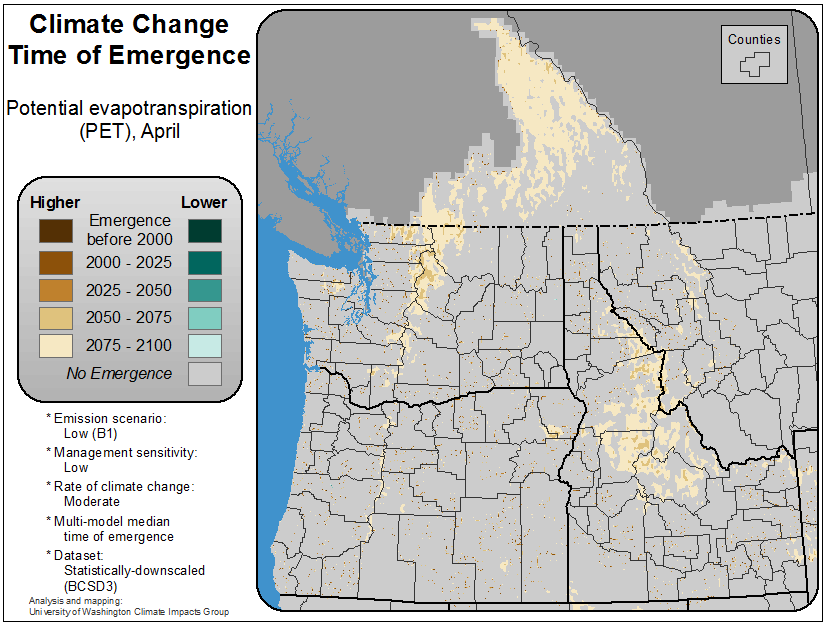 Climate Change
Time of Emergence
Potential evapotranspiration
(PET), April
Higher
Lower
Emergence
before 2000
2000 - 2025
2025 - 2050
2050 - 2075
2075 - 2100
No Emergence
* Emission scenario:
Low (B1)
* Management sensitivity:
Low
* Rate of climate change:
Moderate
* Multi-model median
time of emergence
* Dataset:
Statistically-downscaled
(BCSD3)
Analysis and mapping:
University of Washington Climate Impacts Group
Counties